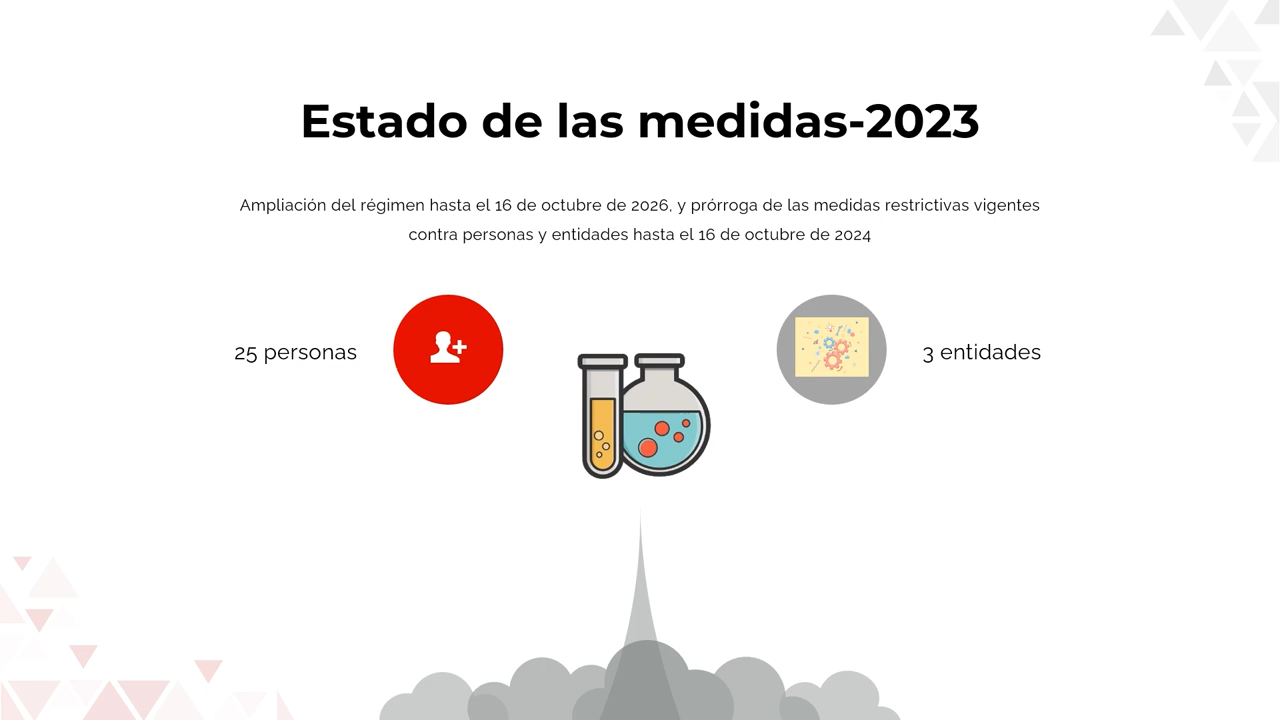 Estado de las medidas-2023
Ampliación del régimen hasta el 16 de octubre de 2026, y prórroga de las medidas restrictivas vigentes
contra personas y entidades hasta el 16 de octubre de 2024
25 personas
3 entidades